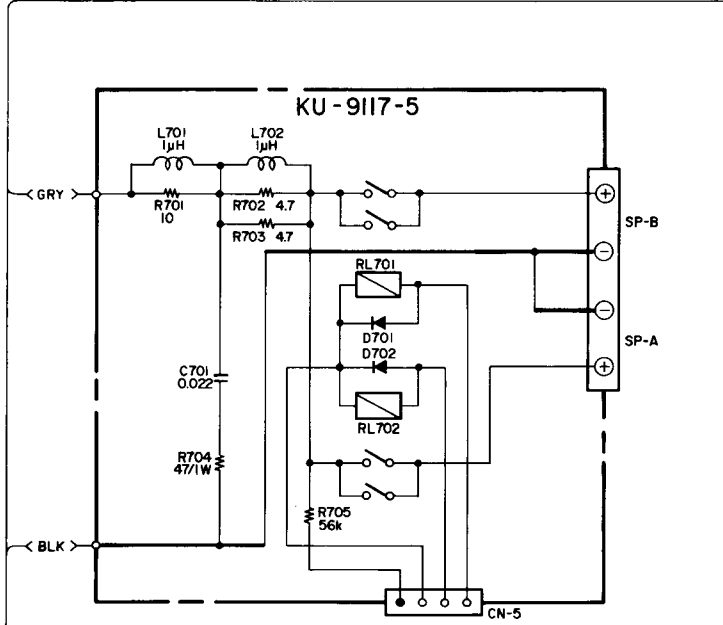 KU-9117-5
L701
1μH
L702
1μH
GRY
R701
10
R702 4.7
R703 4.7
+
SP-B
−
RL701
−
D701
D702
SP-A
+
C701
0.022
RL702
R704
47/1W
R705
56k
BLK
CN-5